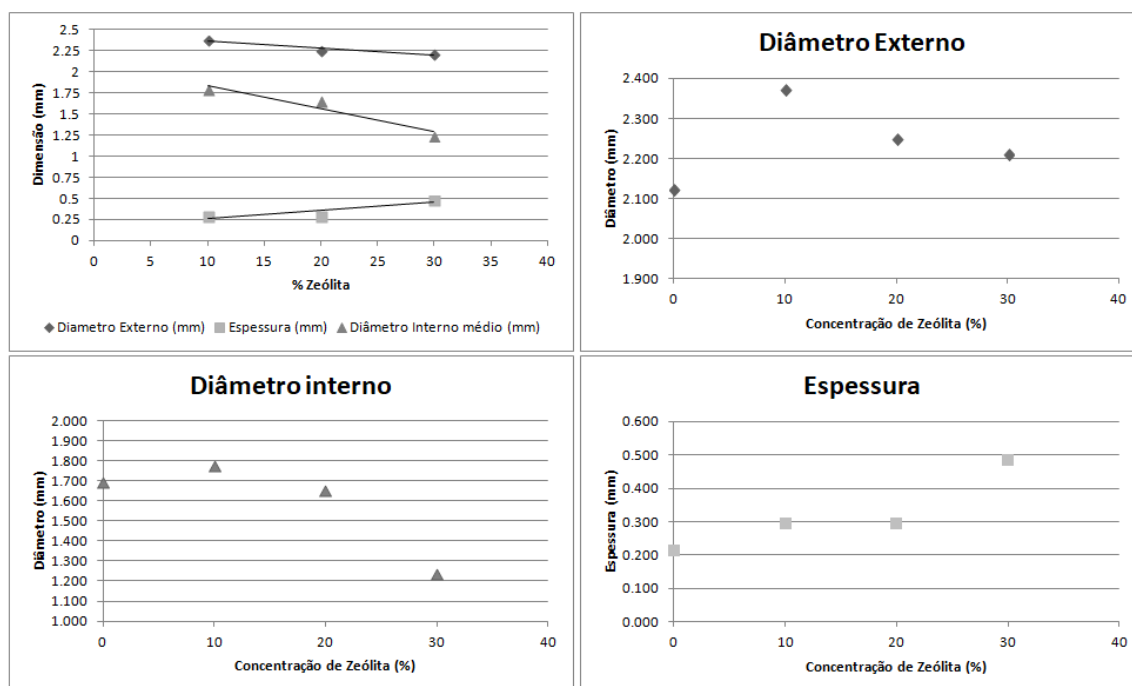 Dimensão (mm)
2.5
2.25
2
1.75
1.5
1.25
1
0.75
0.5
0.25
0
0 5 10 15 20 25 30 35 40
% Zeólita
Diametro Externo (mm) Espessura (mm) Diâmetro Interno médio (mm)
Diâmetro Externo
Diâmetro (mm)
2.400
2.300
2.200
2.100
2.000
1.900
0 10 20 30 40
Concentração de Zeólita (%)
Diâmetro interno
Diâmetro (mm)
2.000
1.900
1.800
1.700
1.600
1.500
1.400
1.300
1.200
1.100
1.000
0 10 20 30 40
Concentração de Zeólita (%)
Espessura
Espessura (mm)
0.600
0.500
0.400
0.300
0.200
0.100
0.000
0 10 20 30 40
Concentração de Zeólita (%)